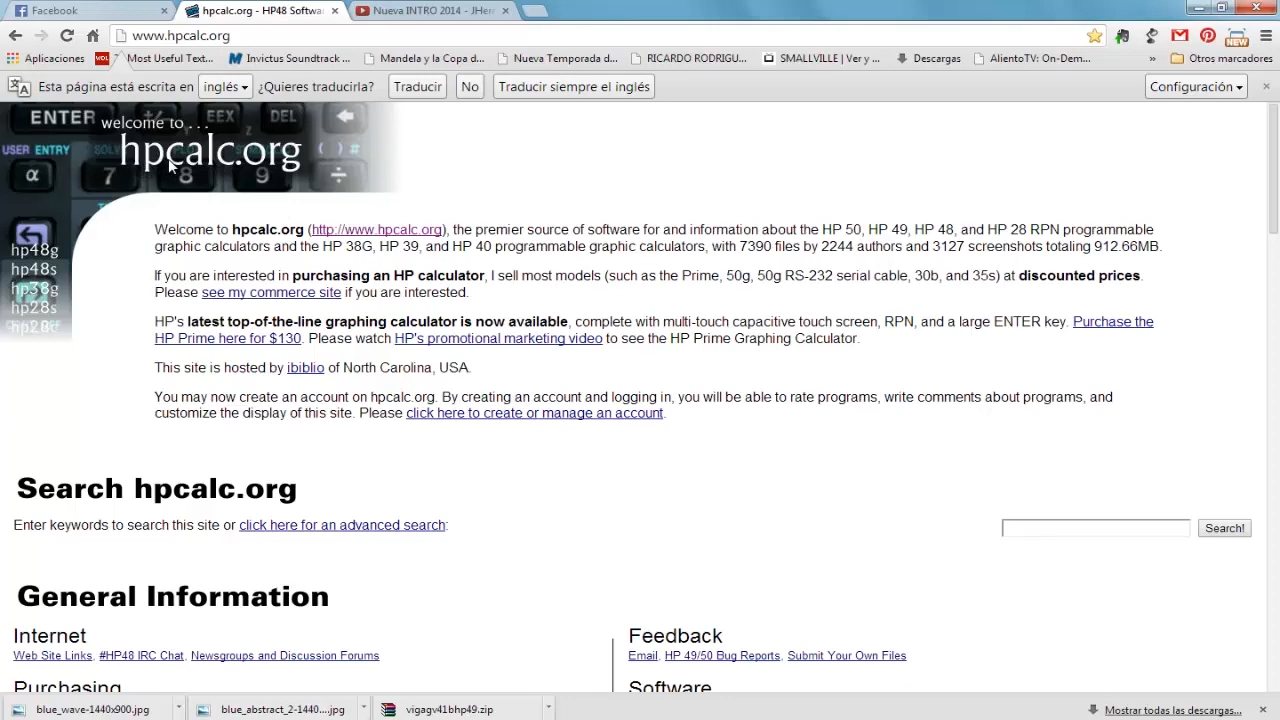 Facebook
hpcalc.org - HP48 Softwa
Nueva INTRO 2014 - JHer
www.hpcalc.org
NEW
Aplicaciones
Most Useful Text...
Invictus Soundtrack ...
Mandela y la Copa d...
Nueva Temporada d...
RICARDO RODRIGU...
SMALLVILLE | Ver y ...
Descargas
AlientoTV: On-Dem...
»
Otros marcadores
Esta página está escrita en inglés ¿Quieres traducirla? Traducir No Traducir siempre el inglés Configuración
ENTER +/- EEX DEL
welcome to . . .
hpcalc.org
USER ENTRY
( ) #
α 7 8 9 ÷
hp48g
hp48s
hp38g
hp28s
Welcome to hpcalc.org (http://www.hpcalc.org), the premier source of software for and information about the HP 50, HP 49, HP 48, and HP 28 RPN programmable
graphic calculators and the HP 38G, HP 39, and HP 40 programmable graphic calculators, with 7390 files by 2244 authors and 3127 screenshots totaling 912.66MB.
If you are interested in purchasing an HP calculator, I sell most models (such as the Prime, 50g, 50g RS-232 serial cable, 30b, and 35s) at discounted prices.
Please see my commerce site if you are interested.
HP's latest top-of-the-line graphing calculator is now available, complete with multi-touch capacitive touch screen, RPN, and a large ENTER key. Purchase the
HP Prime here for $130. Please watch HP's promotional marketing video to see the HP Prime Graphing Calculator.
This site is hosted by ibiblio of North Carolina, USA.
You may now create an account on hpcalc.org. By creating an account and logging in, you will be able to rate programs, write comments about programs, and
customize the display of this site. Please click here to create or manage an account.
Search hpcalc.org
Enter keywords to search this site or click here for an advanced search:
Search!
General Information
Internet
Web Site Links, #HP48 IRC Chat, Newsgroups and Discussion Forums
Feedback
Email, HP 49/50 Bug Reports, Submit Your Own Files
Purchasing
Software
blue_wave-1440x900.jpg
blue_abstract_2-1440....jpg
vigagv41bhp49.zip
Mostrar todas las descargas...